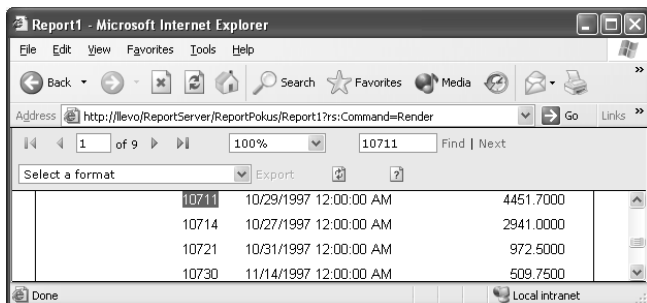 Report1 - Microsoft Internet Explorer
File Edit View Favorites Tools Help
Back Search Favorites Media »
Address http://llevo/ReportServer/ReportPokus/Report1?rs:Command=Render Go Links »
1 of 9 100% 10711 Find | Next
Select a format Export
10711 10/29/1997 12:00:00 AM 4451.7000
10714 10/27/1997 12:00:00 AM 2941.0000
10721 10/31/1997 12:00:00 AM 972.5000
10730 11/14/1997 12:00:00 AM 509.7500
Done Local intranet